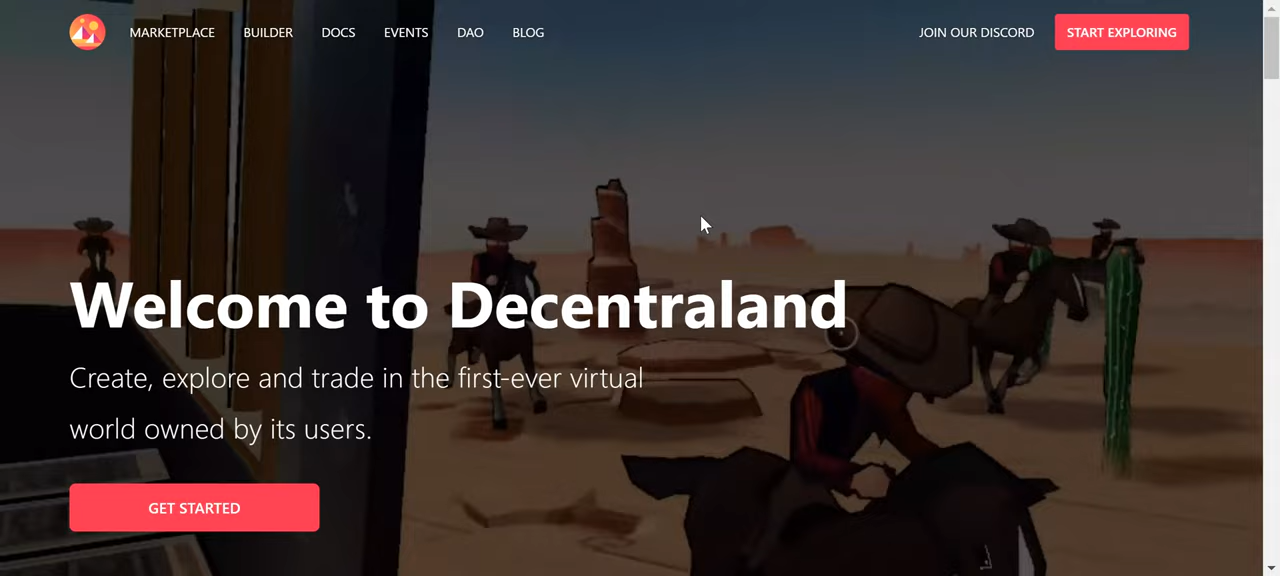 MARKETPLACE BUILDER DOCS EVENTS DAO BLOG JOIN OUR DISCORD START EXPLORING
Welcome to Decentraland
Create, explore and trade in the first-ever virtual
world owned by its users.
GET STARTED